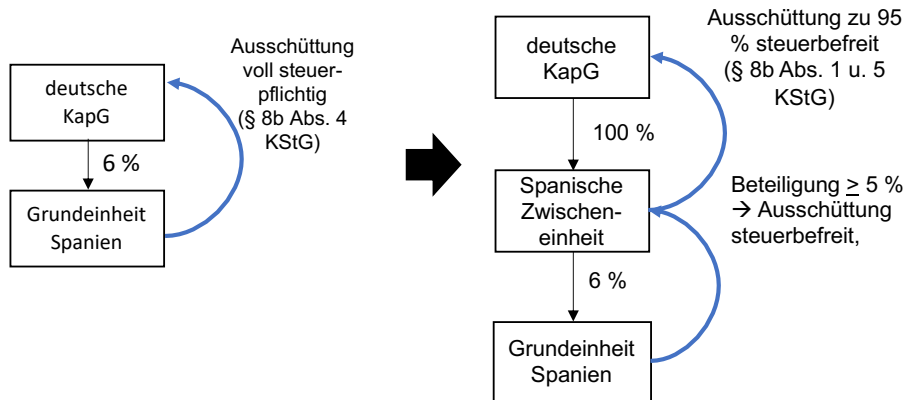 deutsche
KapG
6 %
Grundeinheit
Spanien
Ausschüttung
voll steuer-
pflichtig
(§ 8b Abs. 4
KStG)
deutsche
KapG
100 %
Spanische
Zwischen-
einheit
6 %
Grundeinheit
Spanien
Ausschüttung zu 95
% steuerbefreit
(§ 8b Abs. 1 u. 5
KStG)
Beteiligung ≥ 5 %
→ Ausschüttung
steuerbefreit,